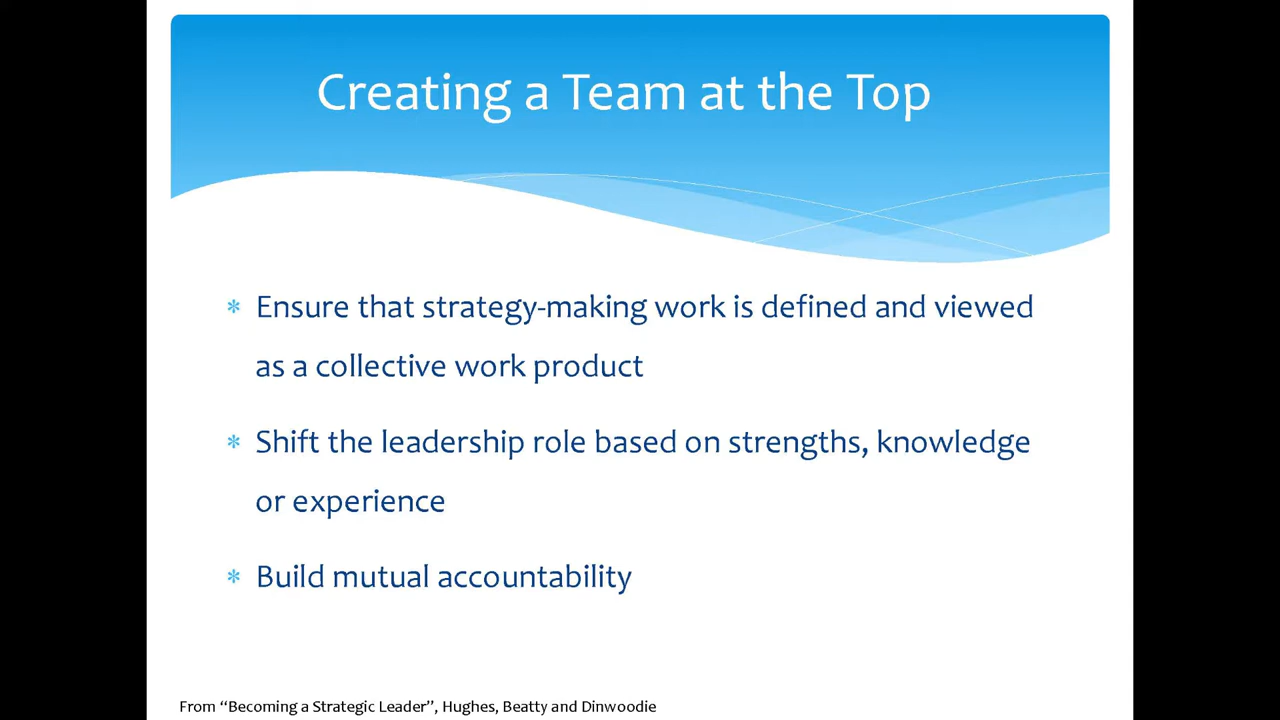 Creating a Team at the Top
* Ensure that strategy-making work is defined and viewed
as a collective work product
* Shift the leadership role based on strengths, knowledge
or experience
* Build mutual accountability
From “Becoming a Strategic Leader”, Hughes, Beatty and Dinwoodie